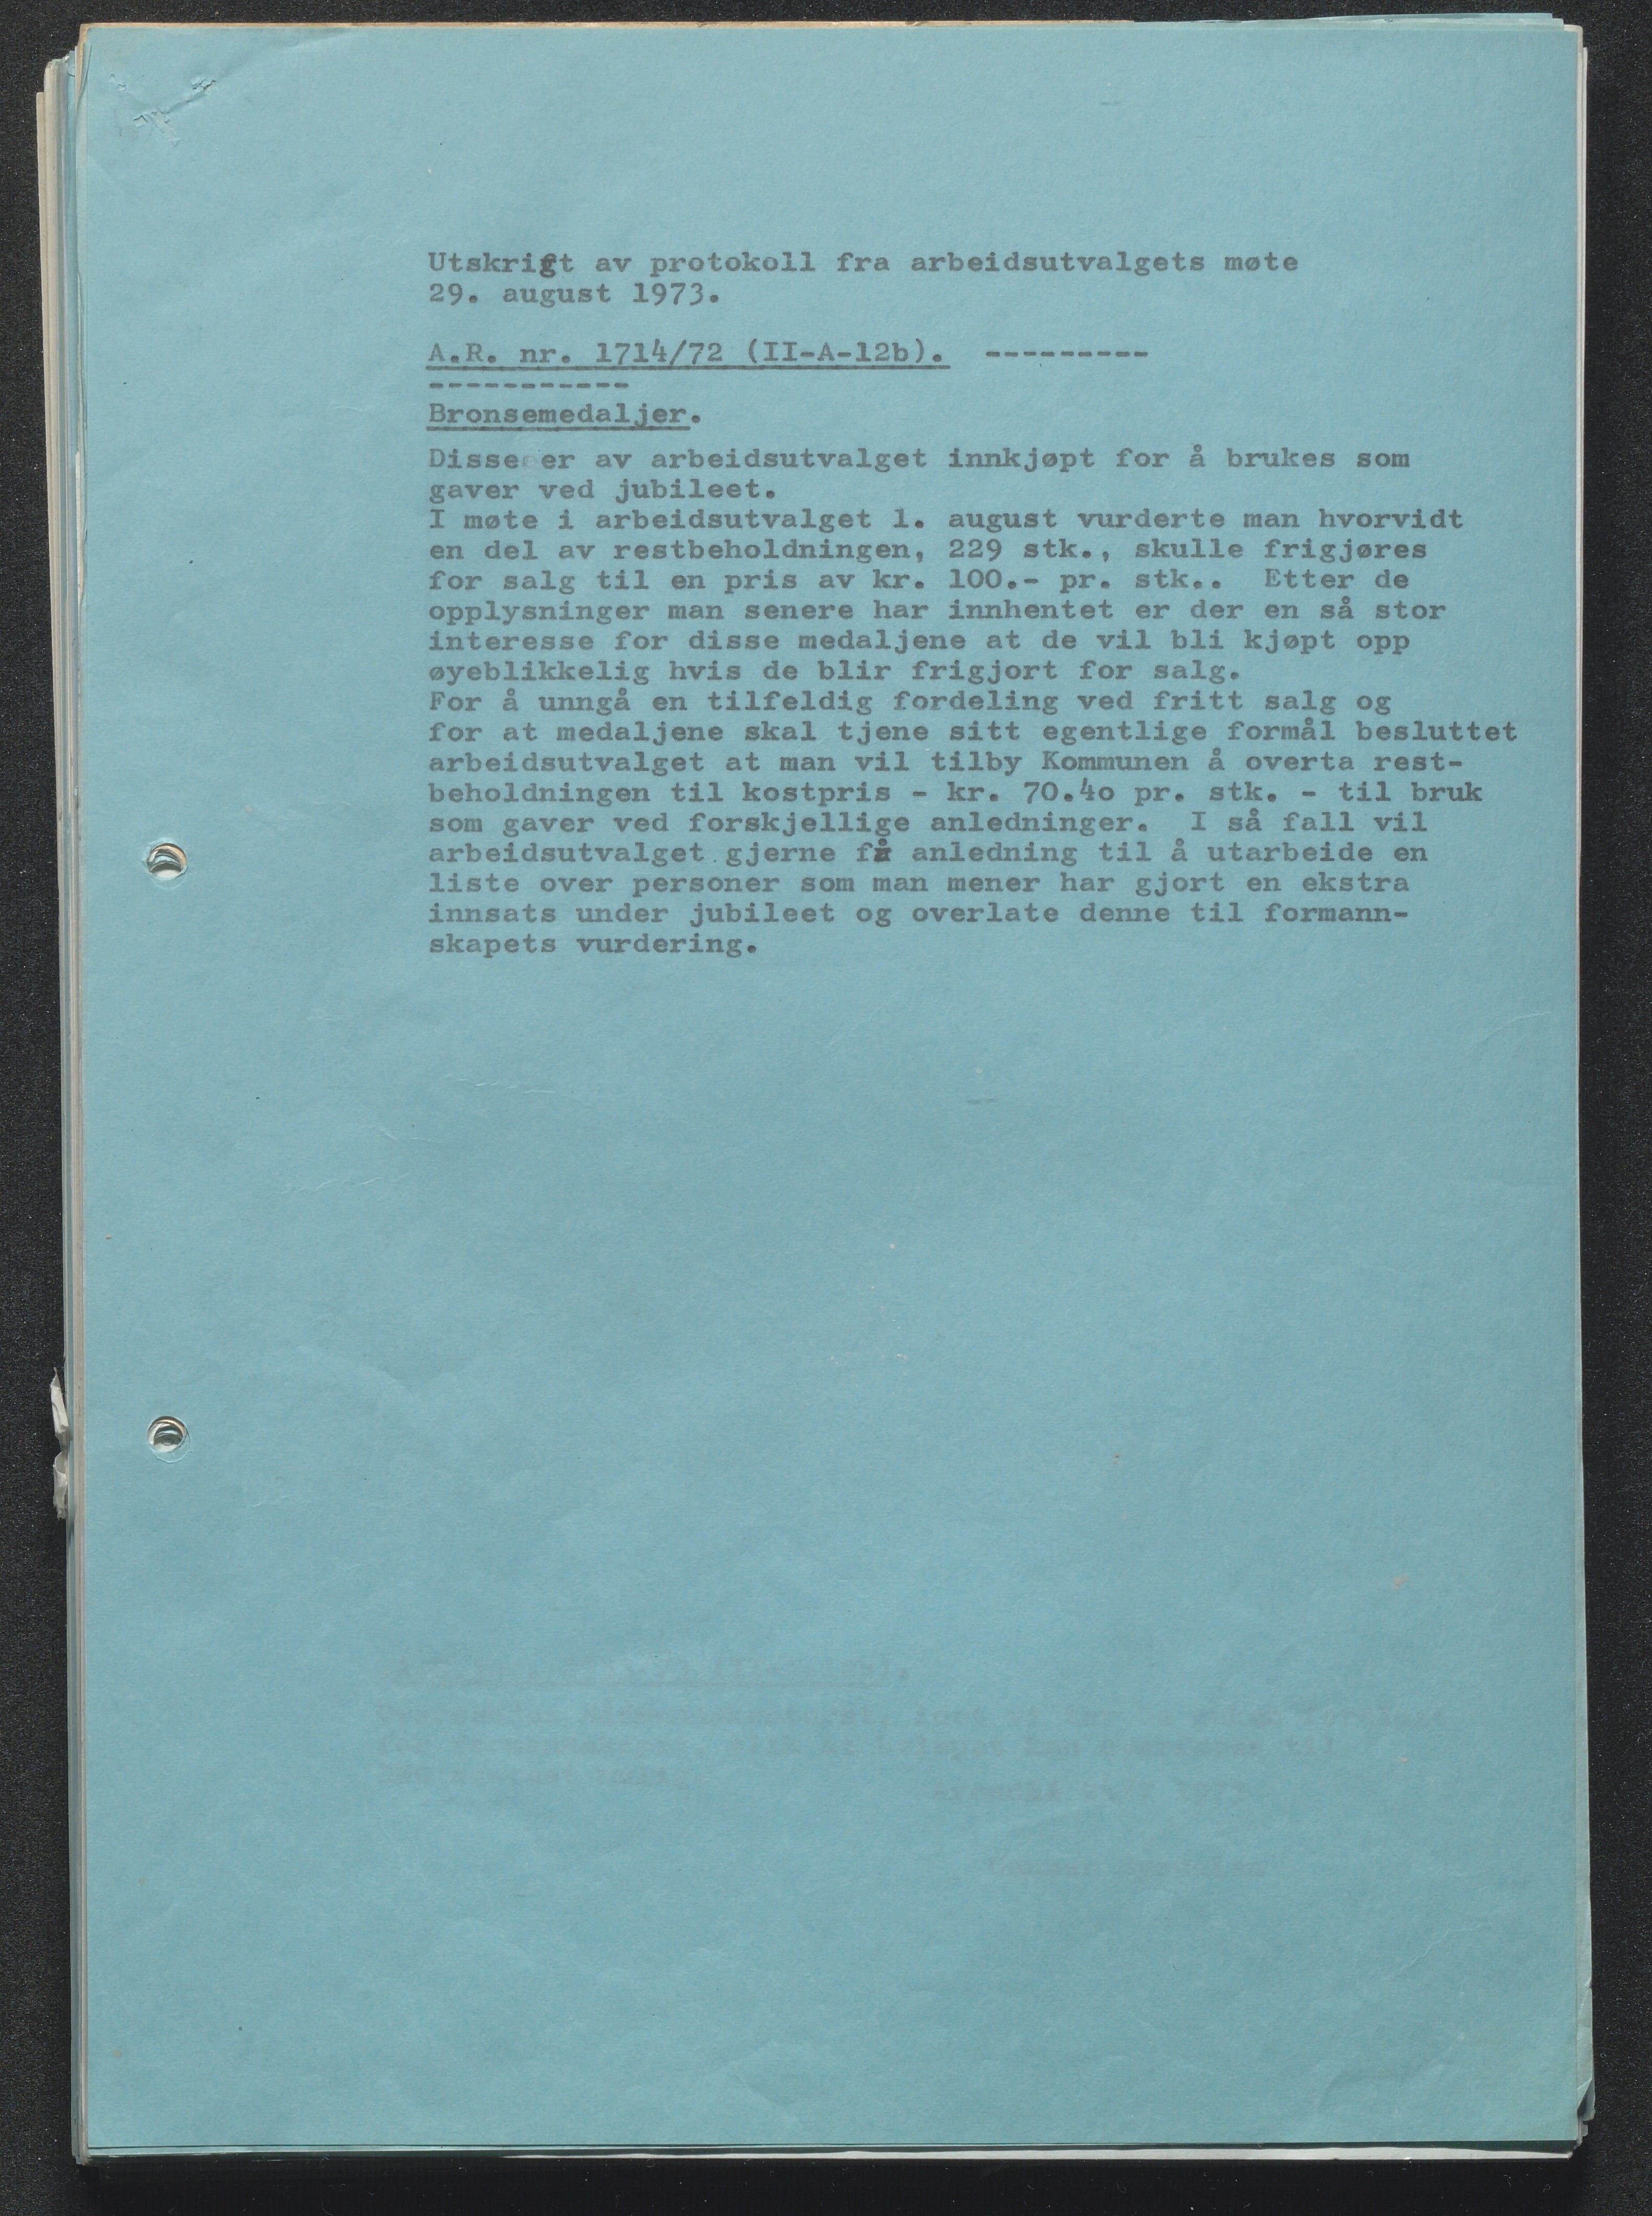 Utskrift av protokoll fra arbeidsutvalgets møte
29. august 1973.
A.R. nr. 1714/72 (II-A-12b). ---------
-----------
Bronsemedaljer.
Disse er av arbeidsutvalget innkjøpt for å brukes som
gaver ved jubileet.
I møte i arbeidsutvalget 1. august vurderte man hvorvidt
en del av restbeholdningen, 229 stk., skulle frigjøres
for salg til en pris av kr. 100.- pr. stk.. Etter de
opplysninger man senere har innhentet er der en så stor
interesse for disse medaljene at de vil bli kjøpt opp
øyeblikkelig hvis de blir frigjort for salg.
For å unngå en tilfeldig fordeling ved fritt salg og
for at medaljene skal tjene sitt egentlige formål besluttet
arbeidsutvalget at man vil tilby Kommunen å overta rest-
beholdningen til kostpris - kr. 70.4o pr. stk. - til bruk
som gaver ved forskjellige anledninger. I så fall vil
arbeidsutvalget gjerne få anledning til å utarbeide en
liste over personer som man mener har gjort en ekstra
innsats under jubileet og overlate denne til formann-
skapets vurdering.